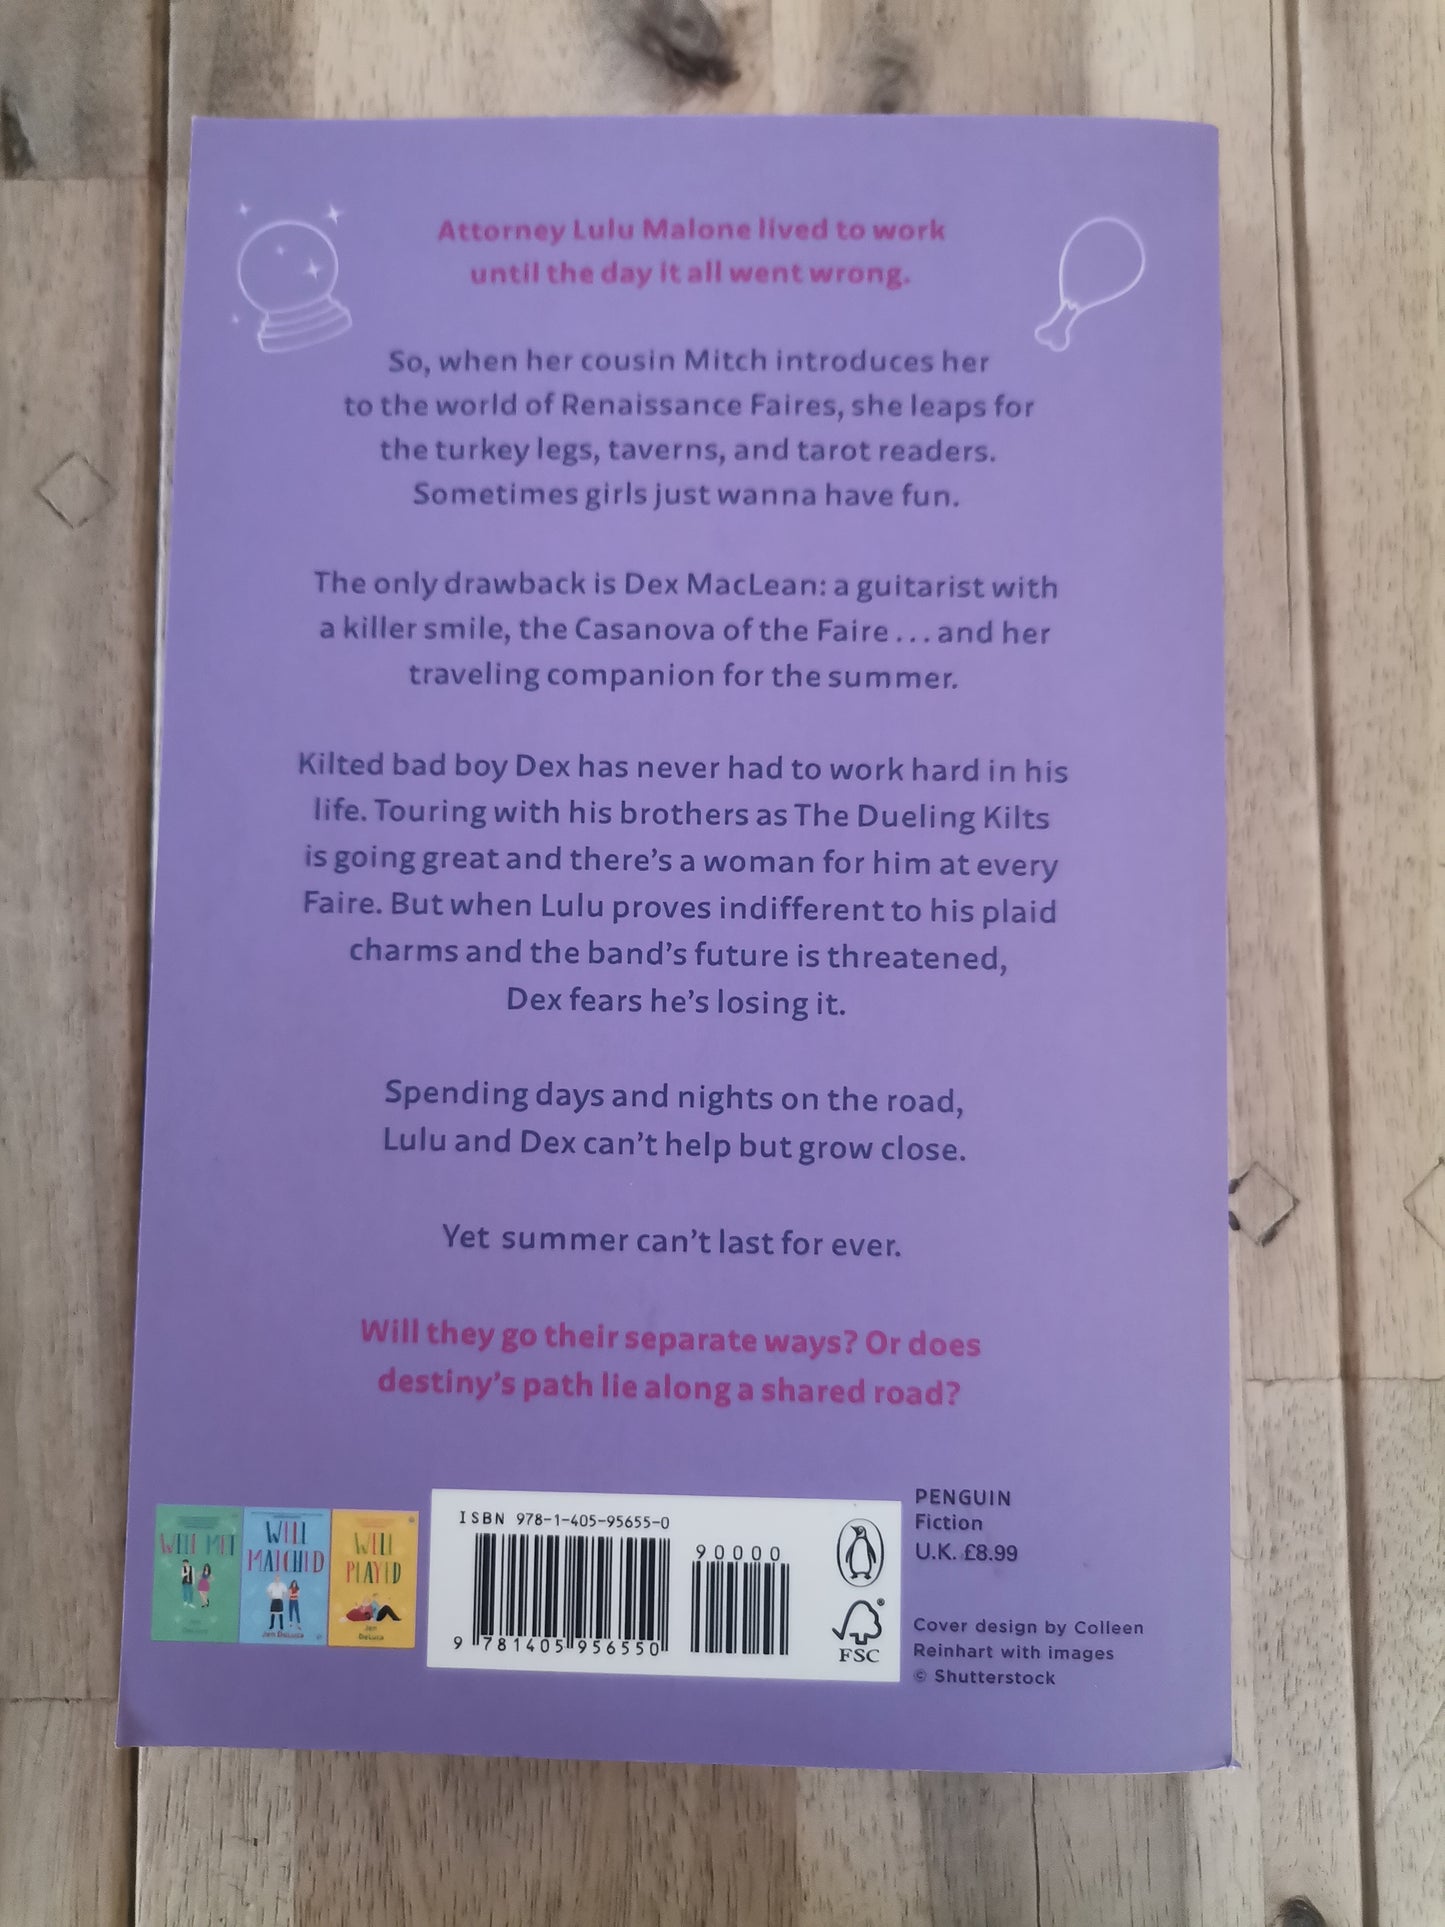 Attorney Lulu Malone lived to work
until the day it all went wrong.
So, when her cousin Mitch introduces her
to the world of Renaissance Faires, she leaps for
the turkey legs, taverns, and tarot readers.
Sometimes girls just wanna have fun.
The only drawback is Dex MacLean: a guitarist with
a killer smile, the Casanova of the Faire . . . and her
traveling companion for the summer.
Kilted bad boy Dex has never had to work hard in his
life. Touring with his brothers as The Dueling Kilts
is going great and there's a woman for him at every
Faire. But when Lulu proves indifferent to his plaid
charms and the band's future is threatened,
Dex fears he's losing it.
Spending days and nights on the road,
Lulu and Dex can't help but grow close.
Yet summer can't last for ever.
Will they go their separate ways? Or does
destiny's path lie along a shared road?
WELL MET
Jen
DeLuca
WELL
MATCHED
Jen DeLuca
WELL
PLAYED
Jen
DeLuca
ISBN 978-1-405-95655-0
90000
9 781405 956550
FSC
PENGUIN
Fiction
U.K. £8.99
Cover design by Colleen
Reinhart with images
© Shutterstock